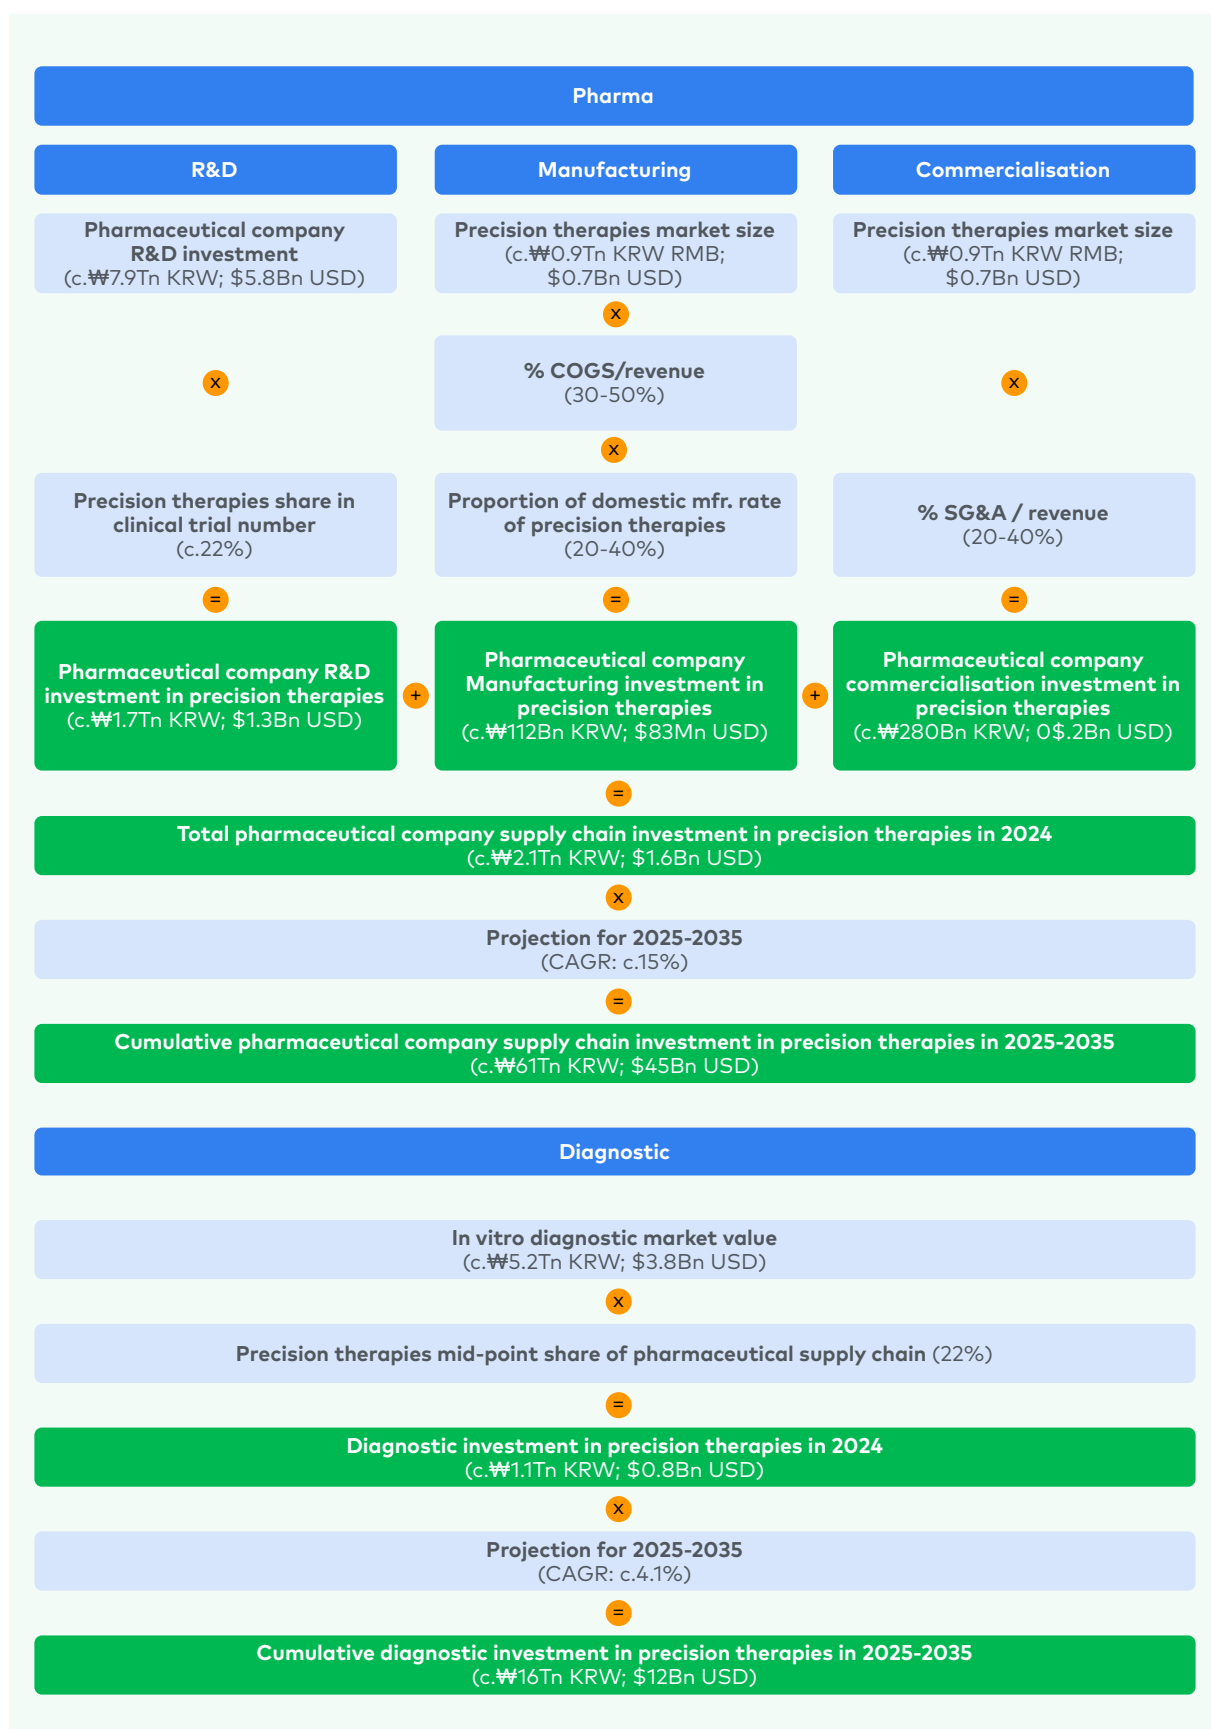 Pharma
R&D
Pharmaceutical company
R&D investment
(c.₩7.9Tn KRW; $5.8Bn USD)
x
Precision therapies share in
clinical trial number
(c.22%)
=
Pharmaceutical company R&D
investment in precision therapies
(c.₩1.7Tn KRW; $1.3Bn USD)
+
Manufacturing
Precision therapies market size
(c.₩0.9Tn KRW RMB;
$0.7Bn USD)
x
% COGS/revenue
(30-50%)
x
Proportion of domestic mfr. rate
of precision therapies
(20-40%)
=
Pharmaceutical company
Manufacturing investment in
precision therapies
(c.₩112Bn KRW; $83Mn USD)
+
Commercialisation
Precision therapies market size
(c.₩0.9Tn KRW RMB;
$0.7Bn USD)
x
% SG&A / revenue
(20-40%)
=
Pharmaceutical company
commercialisation investment in
precision therapies
(c.₩280Bn KRW; 0$.2Bn USD)
=
Total pharmaceutical company supply chain investment in precision therapies in 2024
(c.₩2.1Tn KRW; $1.6Bn USD)
x
Projection for 2025-2035
(CAGR: c.15%)
=
Cumulative pharmaceutical company supply chain investment in precision therapies in 2025-2035
(c.₩61Tn KRW; $45Bn USD)
Diagnostic
In vitro diagnostic market value
(c.₩5.2Tn KRW; $3.8Bn USD)
x
Precision therapies mid-point share of pharmaceutical supply chain (22%)
=
Diagnostic investment in precision therapies in 2024
(c.₩1.1Tn KRW; $0.8Bn USD)
x
Projection for 2025-2035
(CAGR: c.4.1%)
=
Cumulative diagnostic investment in precision therapies in 2025-2035
(c.₩16Tn KRW; $12Bn USD)